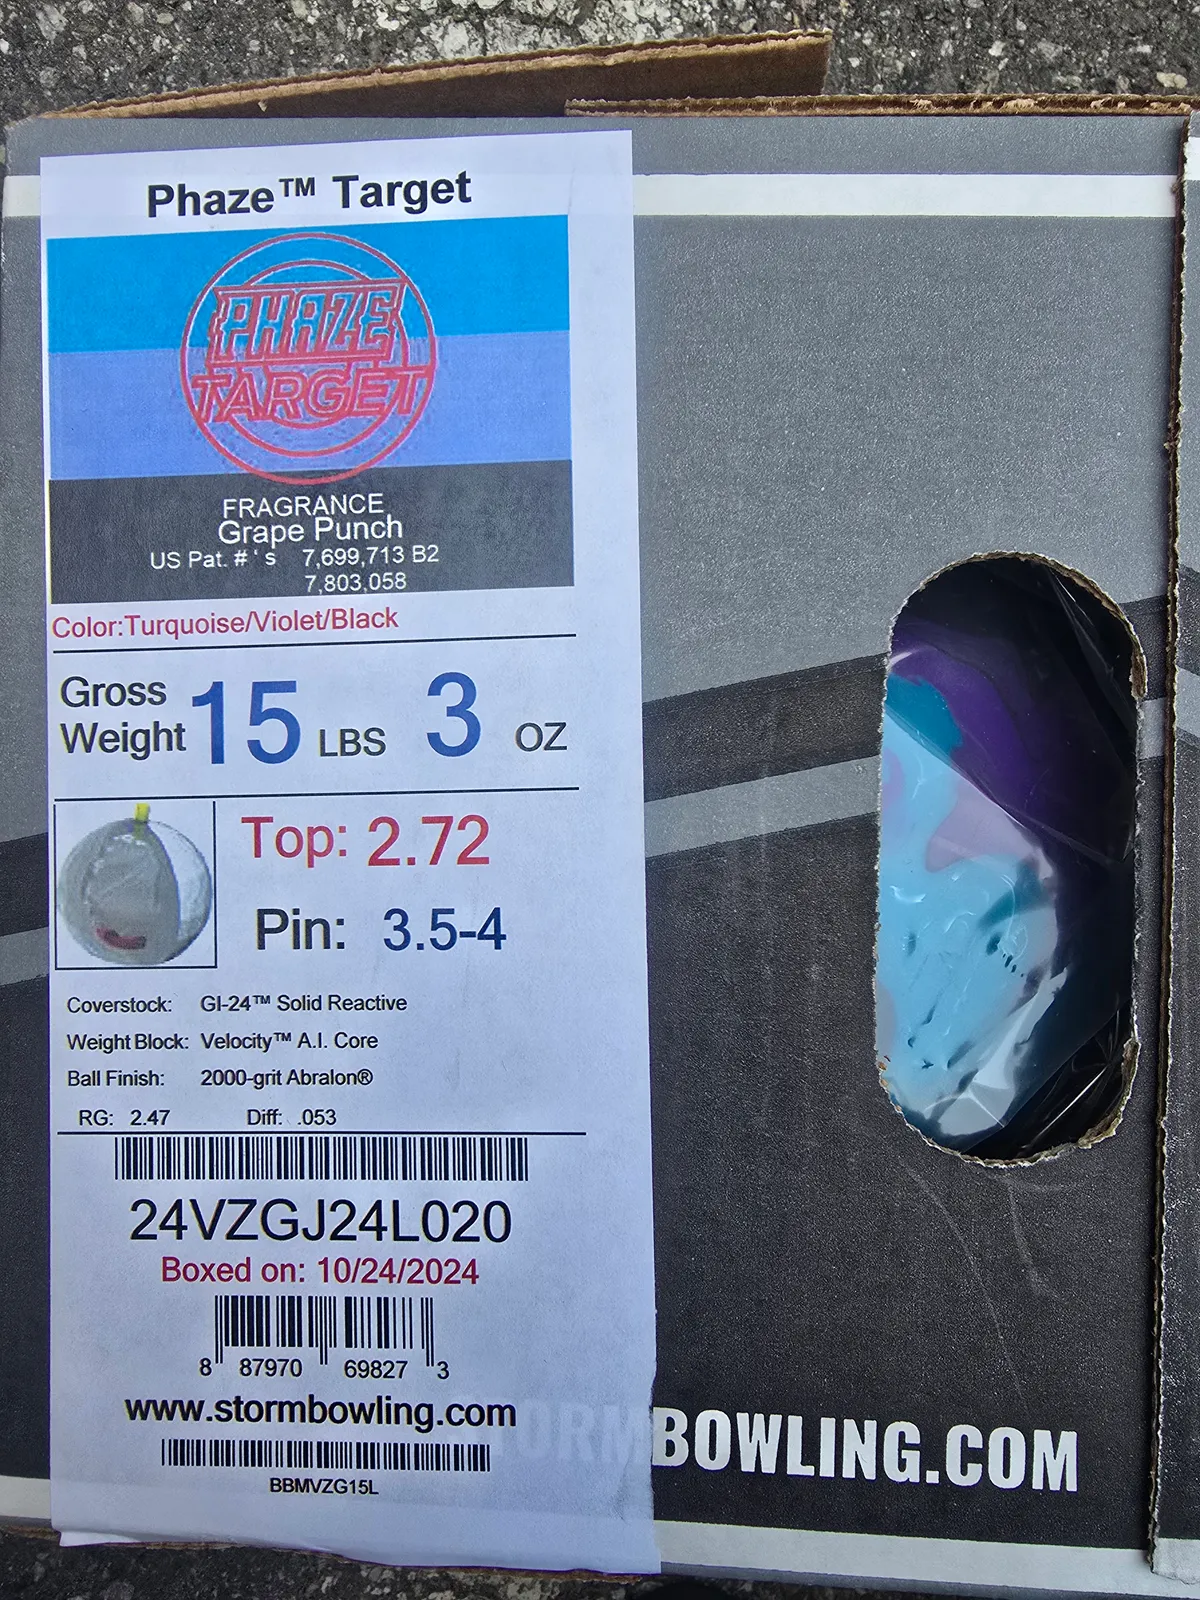 Phaze™ Target
PHAZE
TARGET
FRAGRANCE
Grape Punch
US Pat. # ' s 7,699,713 B2
7,803,058
Color:Turquoise/Violet/Black
Gross Weight 15 LBS 3 OZ
Top: 2.72
Pin: 3.5-4
Coverstock: GI-24™ Solid Reactive
Weight Block: Velocity™ A.I. Core
Ball Finish: 2000-grit Abralon®
RG: 2.47 Diff: .053
24VZGJ24L020
Boxed on: 10/24/2024
8 87970 69827 3
www.stormbowling.com
STORMBOWLING.COM
BBMVZG15L